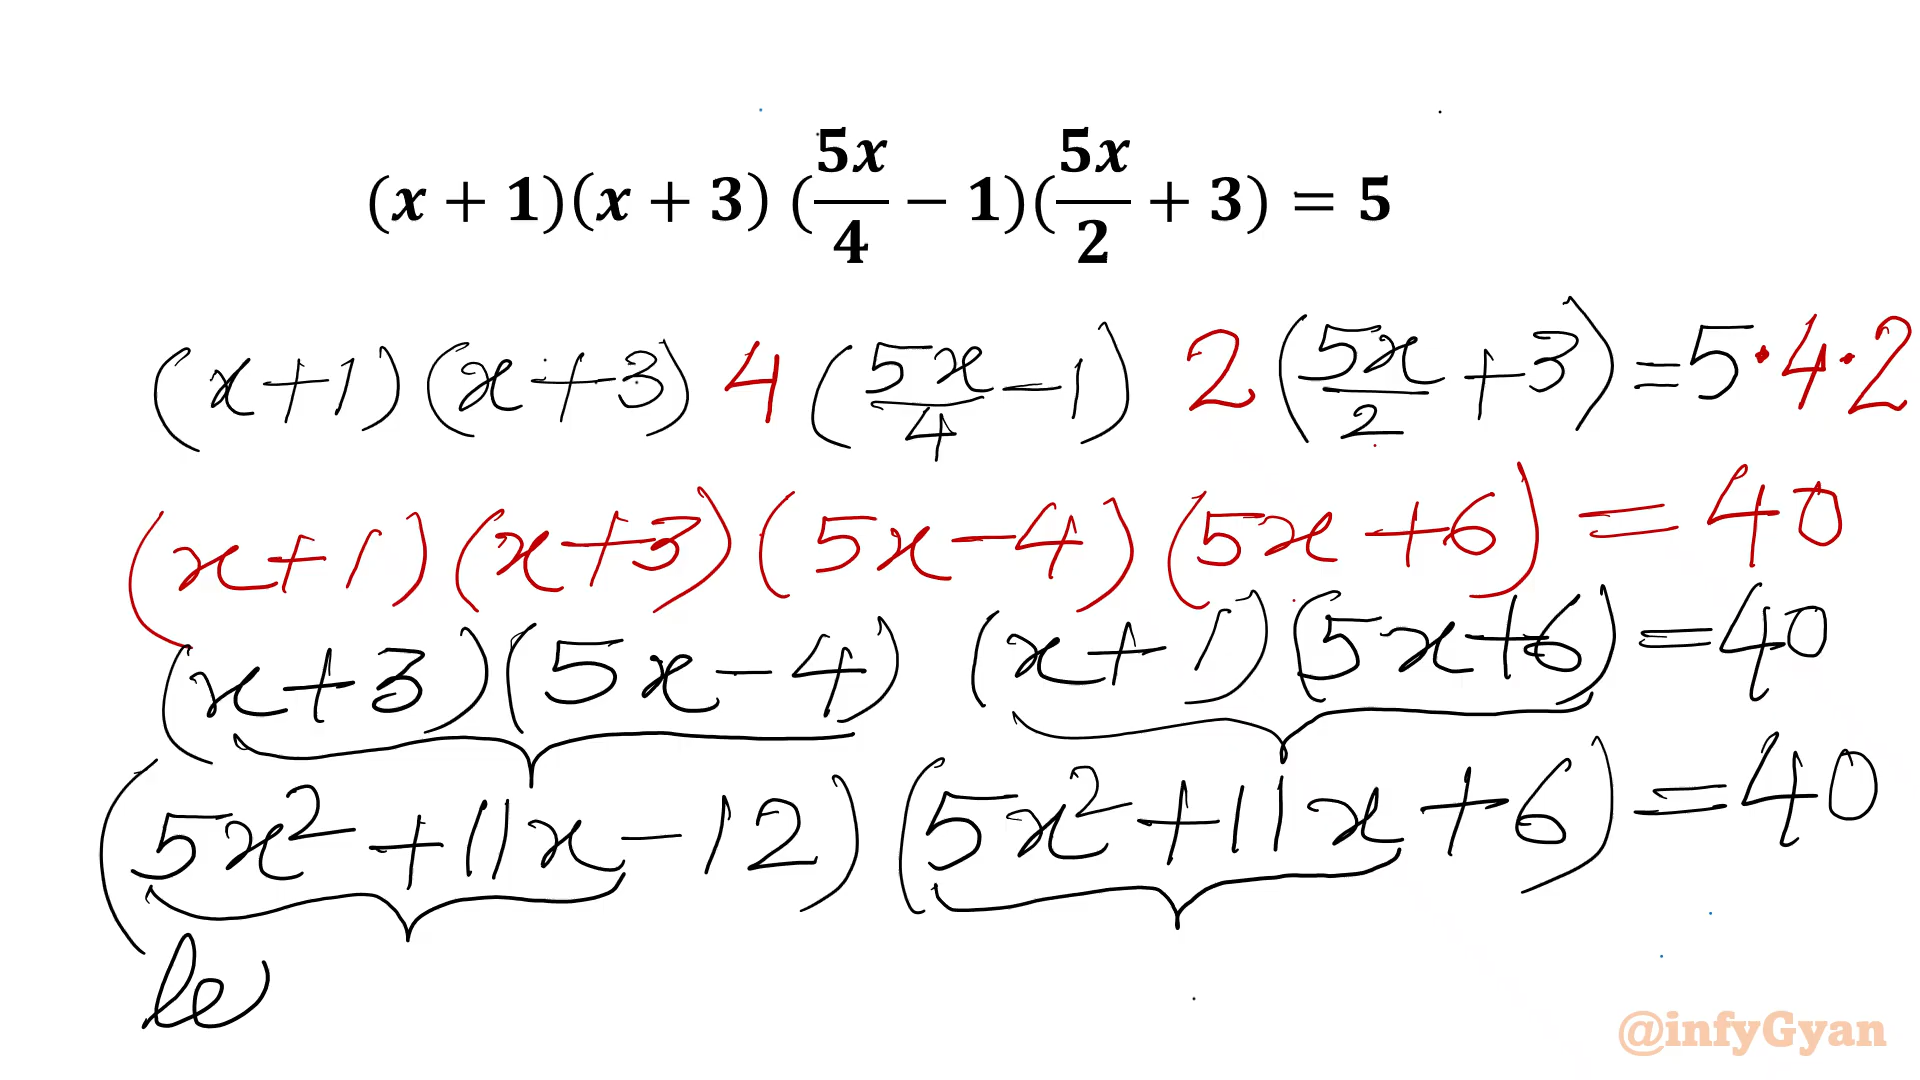 (x + 1)(x + 3) (5x/4 − 1)(5x/2 + 3) = 5
(x+1)(x+3) 4 (5x/4 −1) 2 (5x/2 +3) = 5·4·2
(x+1)(x+3)(5x−4)(5x+6) = 40
(x+3)(5x−4) (x+1)(5x+6) = 40
(5x²+11x−12)(5x²+11x+6) = 40
le
@infyGyan